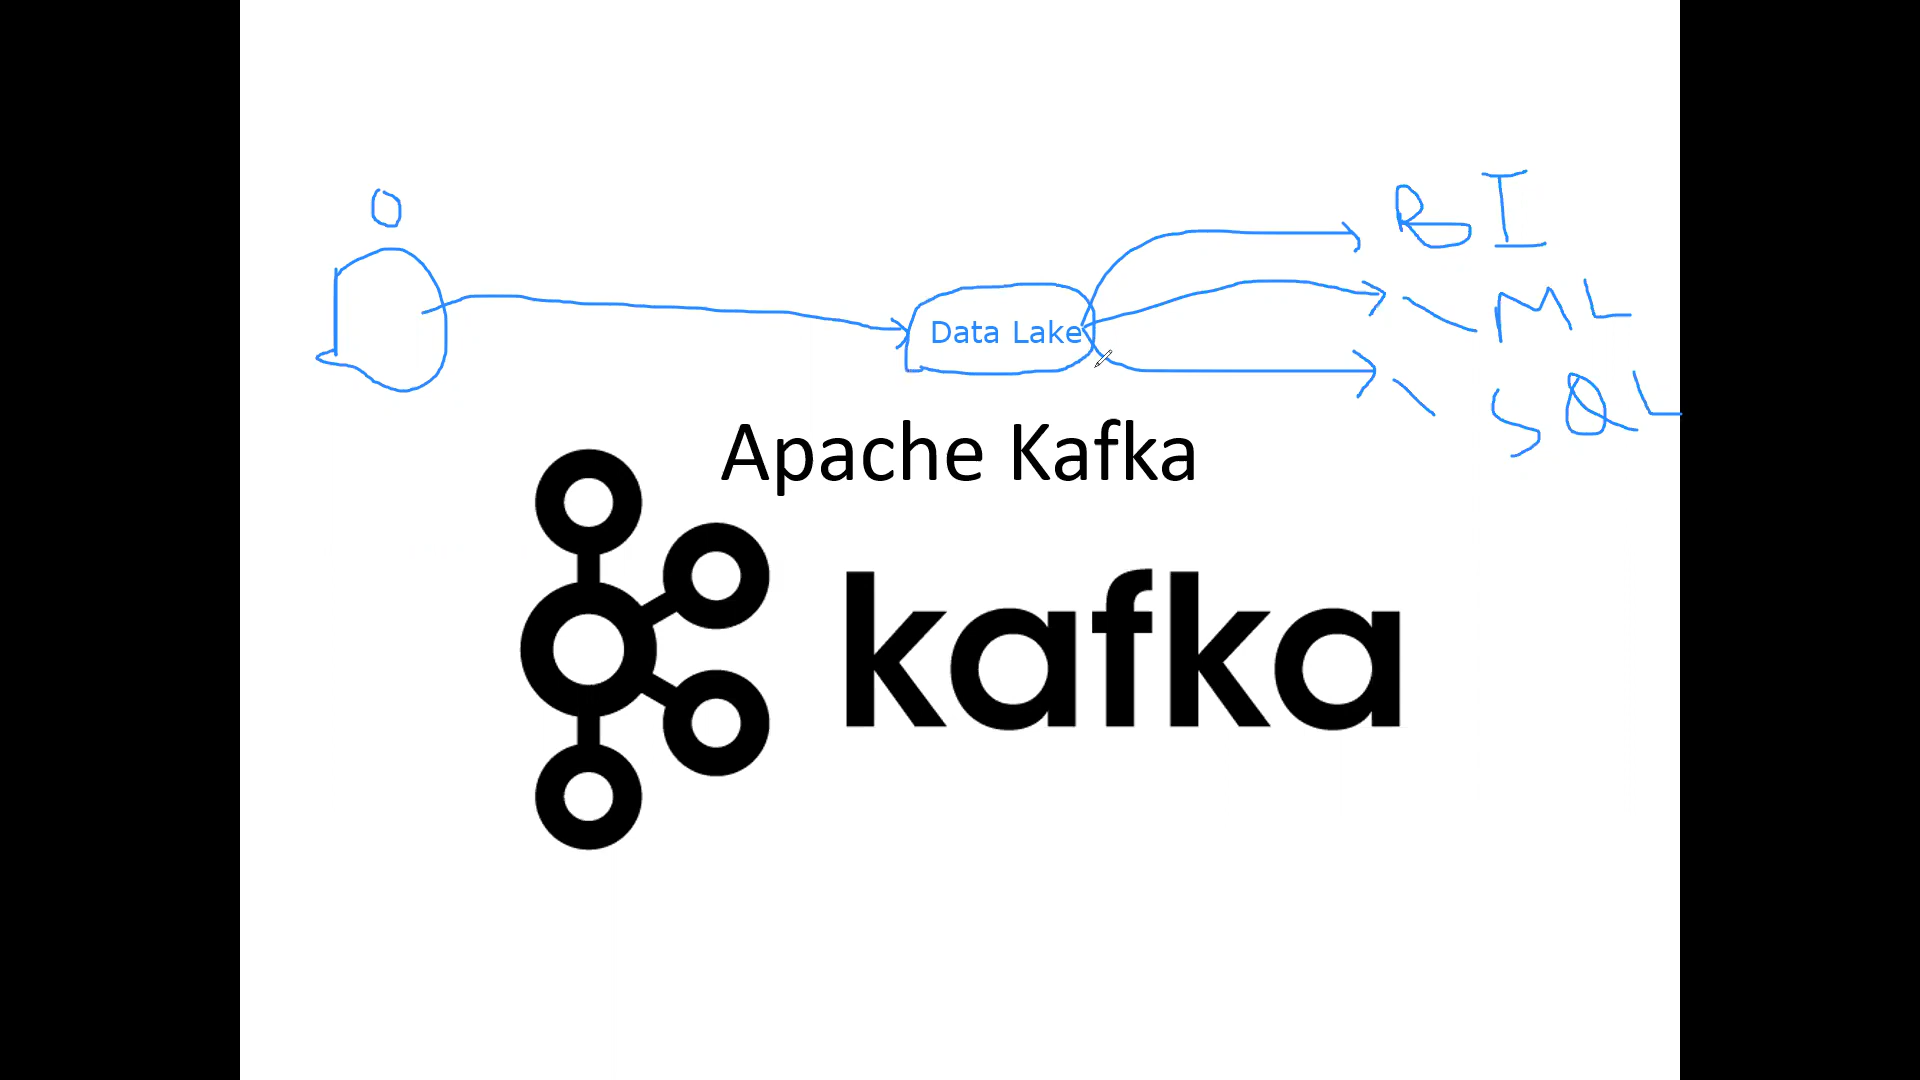 O
BI
ML
Data Lake
SQL
Apache Kafka
kafka